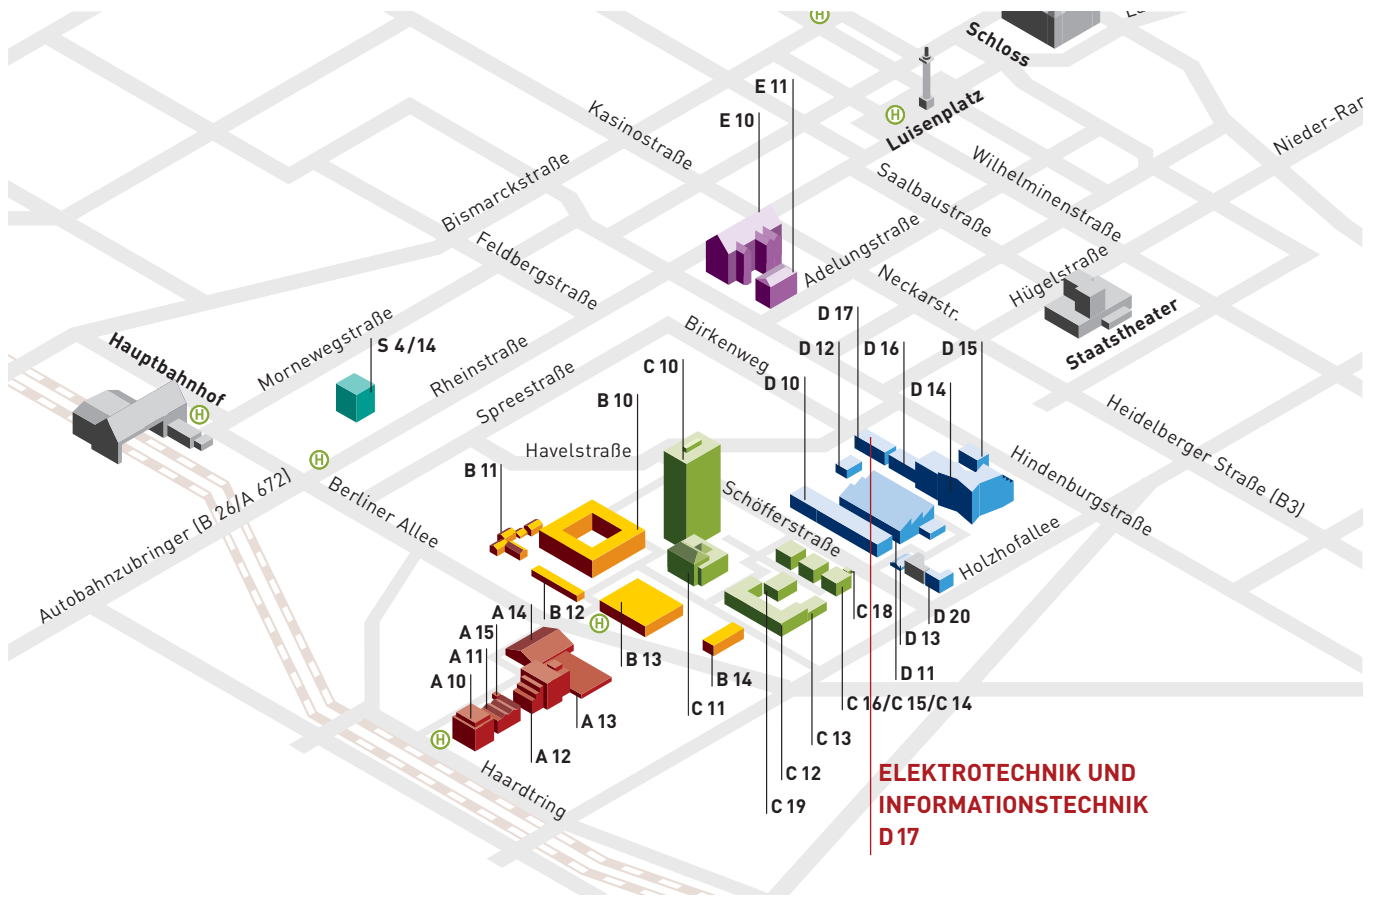 H
Schloss
E 11
Kasinostraße
E 10
H
Luisenplatz
Nieder-Ra
Bismarckstraße
Wilhelminenstraße
Saalbaustraße
Feldbergstraße
Adelungstraße
Neckarstr.
Hügelstraße
Mornewegstraße
D 17
Birkenweg
Staatstheater
Hauptbahnhof
S 4/14
Rheinstraße
D 12
D 16
D 15
C 10
D 10
D 14
Spreestraße
B 10
H
Heidelberger Straße (B3)
Havelstraße
H
B 11
Hindenburgstraße
Autobahnzubringer (B 26/A 672)
Berliner Allee
Schöfferstraße
Holzhofallee
A 14
B 12
H
C 18
D 20
A 15
D 13
A 11
B 13
D 11
A 10
B 14
C 11
C 16/C 15/C 14
A 13
H
C 13
A 12
C 12
Haardtring
C 19
ELEKTROTECHNIK UND
INFORMATIONSTECHNIK
D 17